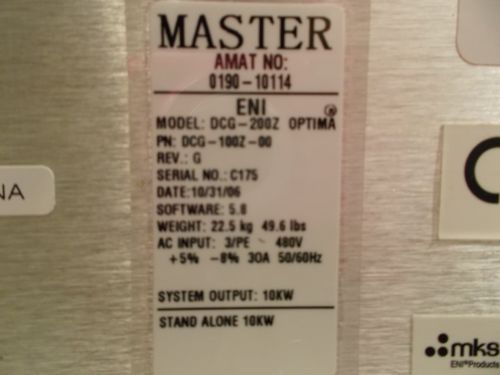 MASTER
AMAT NO:
0190-10114
ENI ®
MODEL: DCG-200Z OPTIMA
PN: DCG-100Z-00
REV.: G
SERIAL NO.: C175
DATE:10/31/06
SOFTWARE: 5.8
WEIGHT: 22.5 kg 49.6 lbs
AC INPUT: 3/PE ~ 480V
+5% -8% 30A 50/60Hz
SYSTEM OUTPUT: 10KW
STAND ALONE 10KW
NA
C
mks
ENI®Products